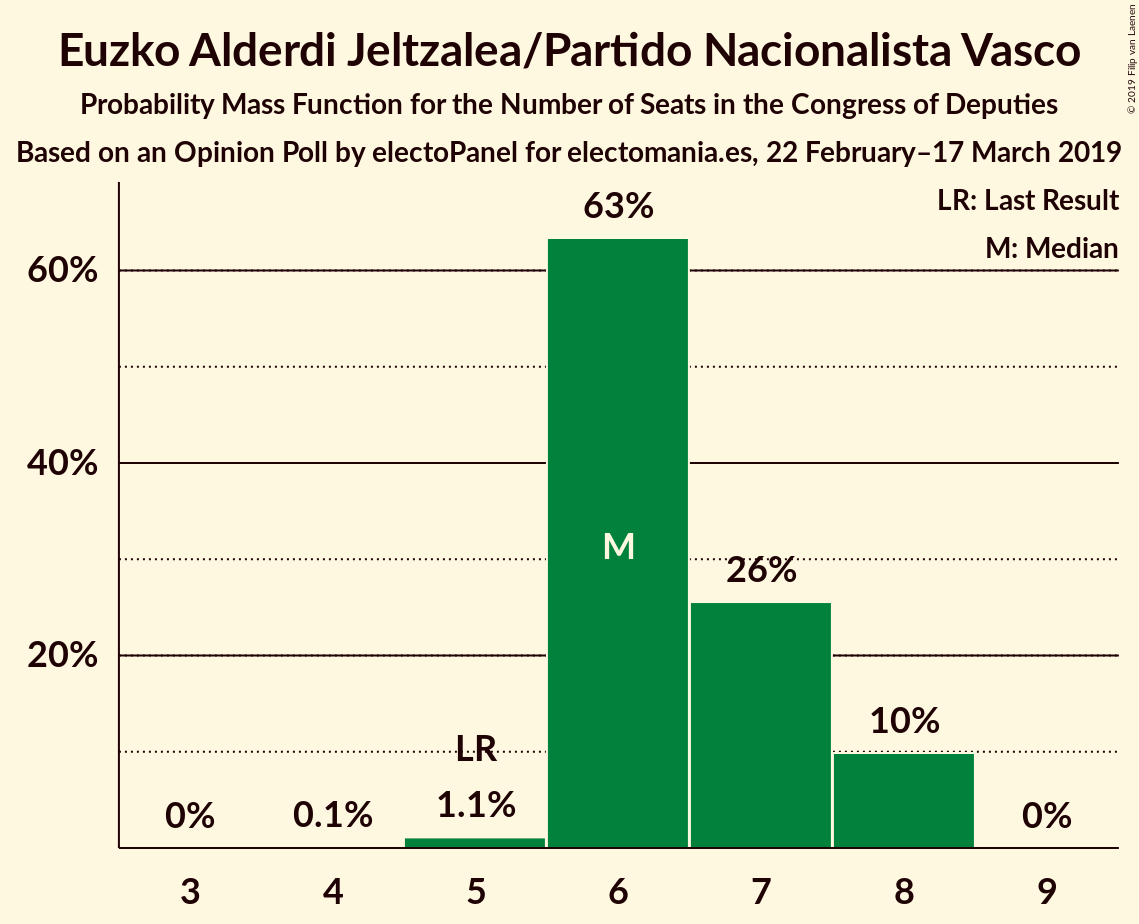 Euzko Alderdi Jeltzalea/Partido Nacionalista Vasco
Probability Mass Function for the Number of Seats in the Congress of Deputies
Based on an Opinion Poll by electoPanel for electomania.es, 22 February–17 March 2019
© 2019 Filip van Laenen
LR: Last Result
M: Median
63%
60%
40%
M
26%
20%
10%
LR
0%
0.1%
1.1%
0%
3 4 5 6 7 8 9